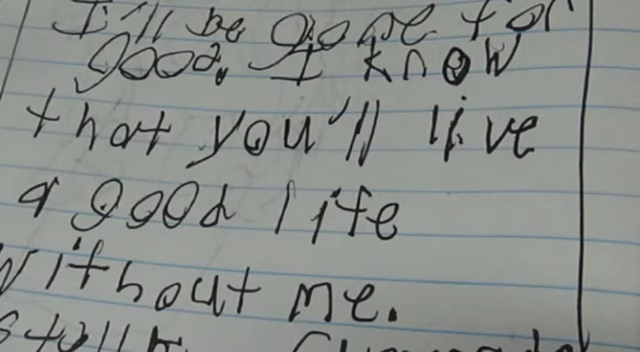 I'll be gone for
good. I know
that you'll live
a good life
without me.